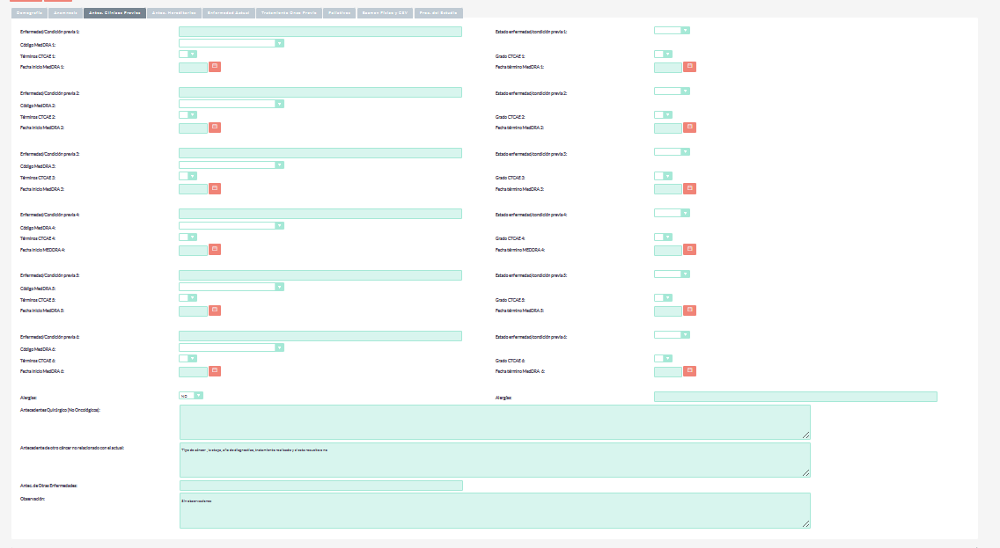 Demografía Anamnesis Antec. Clínicos Previos Antec. Hereditarios Enfermedad Actual Tratamiento Onco Previo Paliativos Examen Físico y CEV Proc. del Estudio
Enfermedad/Condición previa 1: Estado enfermedad/condición previa 1:
Código MedDRA 1:
Términos CTCAE 1: Grado CTCAE 1:
Fecha inicio MedDRA 1: Fecha término MedDRA 1:
Enfermedad/Condición previa 2: Estado enfermedad/condición previa 2:
Código MedDRA 2:
Términos CTCAE 2: Grado CTCAE 2:
Fecha inicio MedDRA 2: Fecha término MedDRA 2:
Enfermedad/Condición previa 3: Estado enfermedad/condición previa 3:
Código MedDRA 3:
Términos CTCAE 3: Grado CTCAE 3:
Fecha inicio MedDRA 3: Fecha término MedDRA 3:
Enfermedad/Condición previa 4: Estado enfermedad/condición previa 4:
Código MedDRA 4:
Términos CTCAE 4: Grado CTCAE 4:
Fecha inicio MEDDRA 4: Fecha término MEDDRA 4:
Enfermedad/Condición previa 5: Estado enfermedad/condición previa 5:
Código MedDRA 5:
Términos CTCAE 5: Grado CTCAE 5:
Fecha inicio MedDRA 5: Fecha término MedDRA 5:
Enfermedad/Condición previa 6: Estado enfermedad/condición previa 6:
Código MedDRA 6:
Términos CTCAE 6: Grado CTCAE 6:
Fecha inicio MedDRA 6: Fecha término MedDRA 6:
Alergias: NO Alergias:
Antecedentes Quirúrgico (No Oncológicos):
Antecedente de otro cáncer no relacionado con el actual:
Tipo de cáncer, la etapa, año de diagnostico, tratamiento realizado y si esta resuelto o no
Antec. de Otras Enfermedades:
Observación:
Sin observaciones